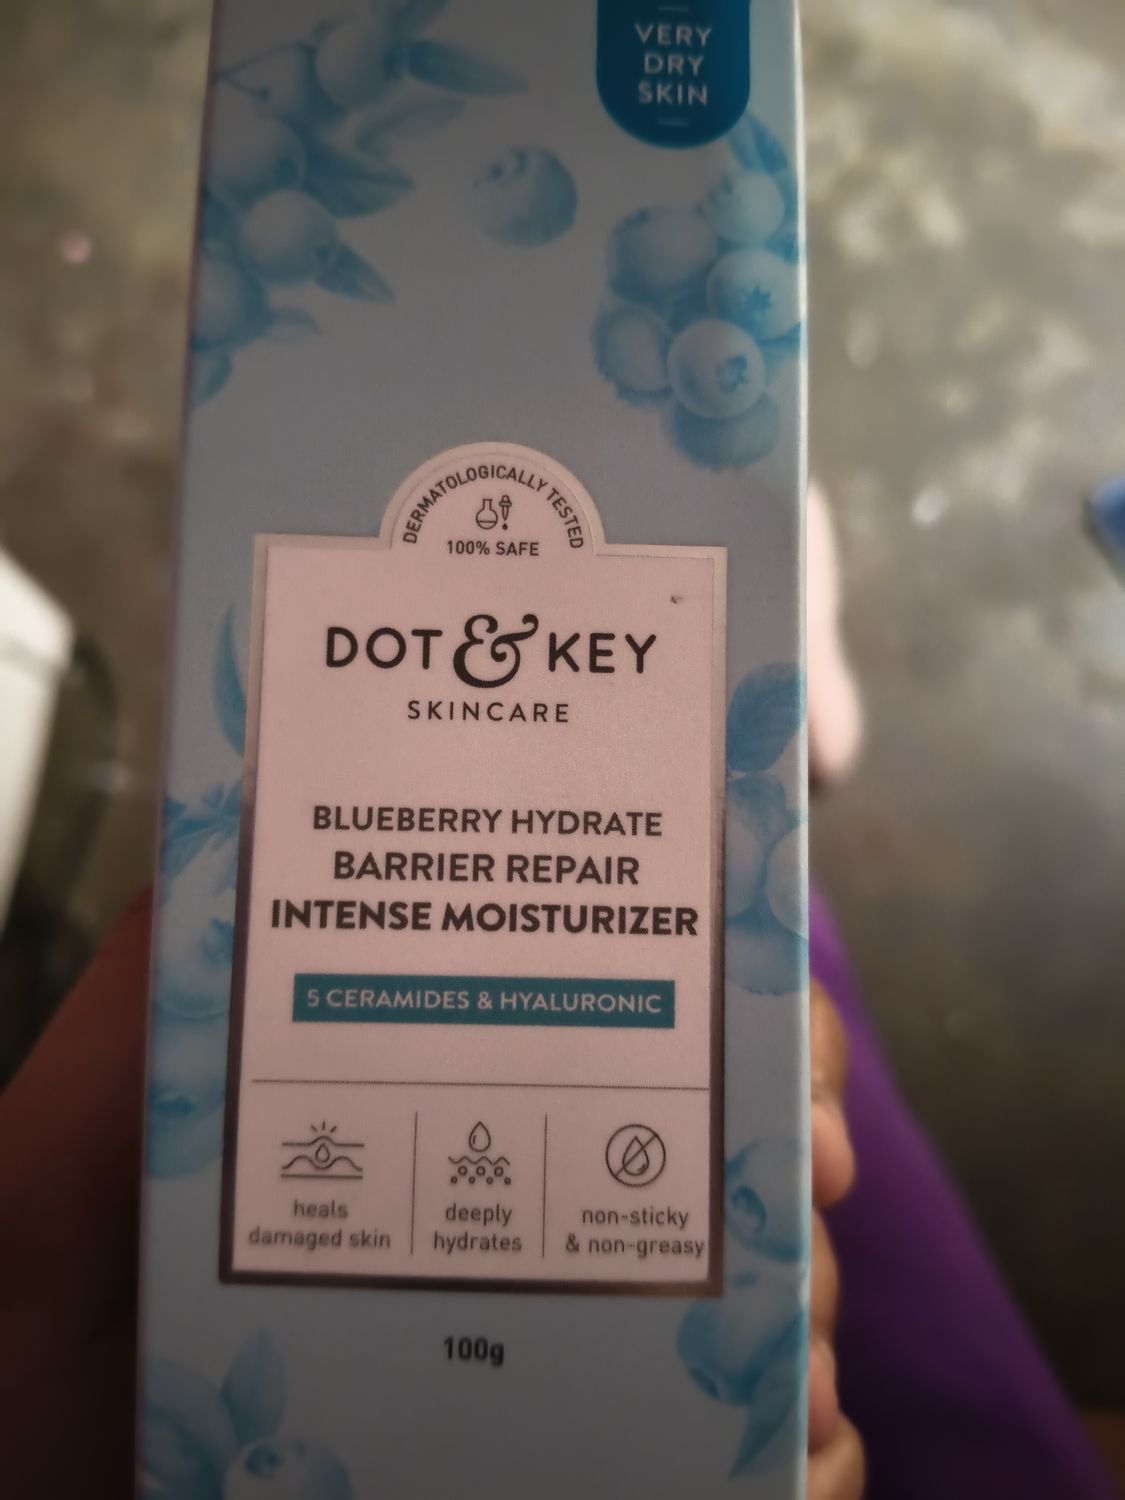 VERY
DRY
SKIN
DERMATOLOGICALLY TESTED
100% SAFE
DOT & KEY
SKINCARE
BLUEBERRY HYDRATE
BARRIER REPAIR
INTENSE MOISTURIZER
5 CERAMIDES & HYALURONIC
heals
damaged skin
deeply
hydrates
non-sticky
& non-greasy
100g